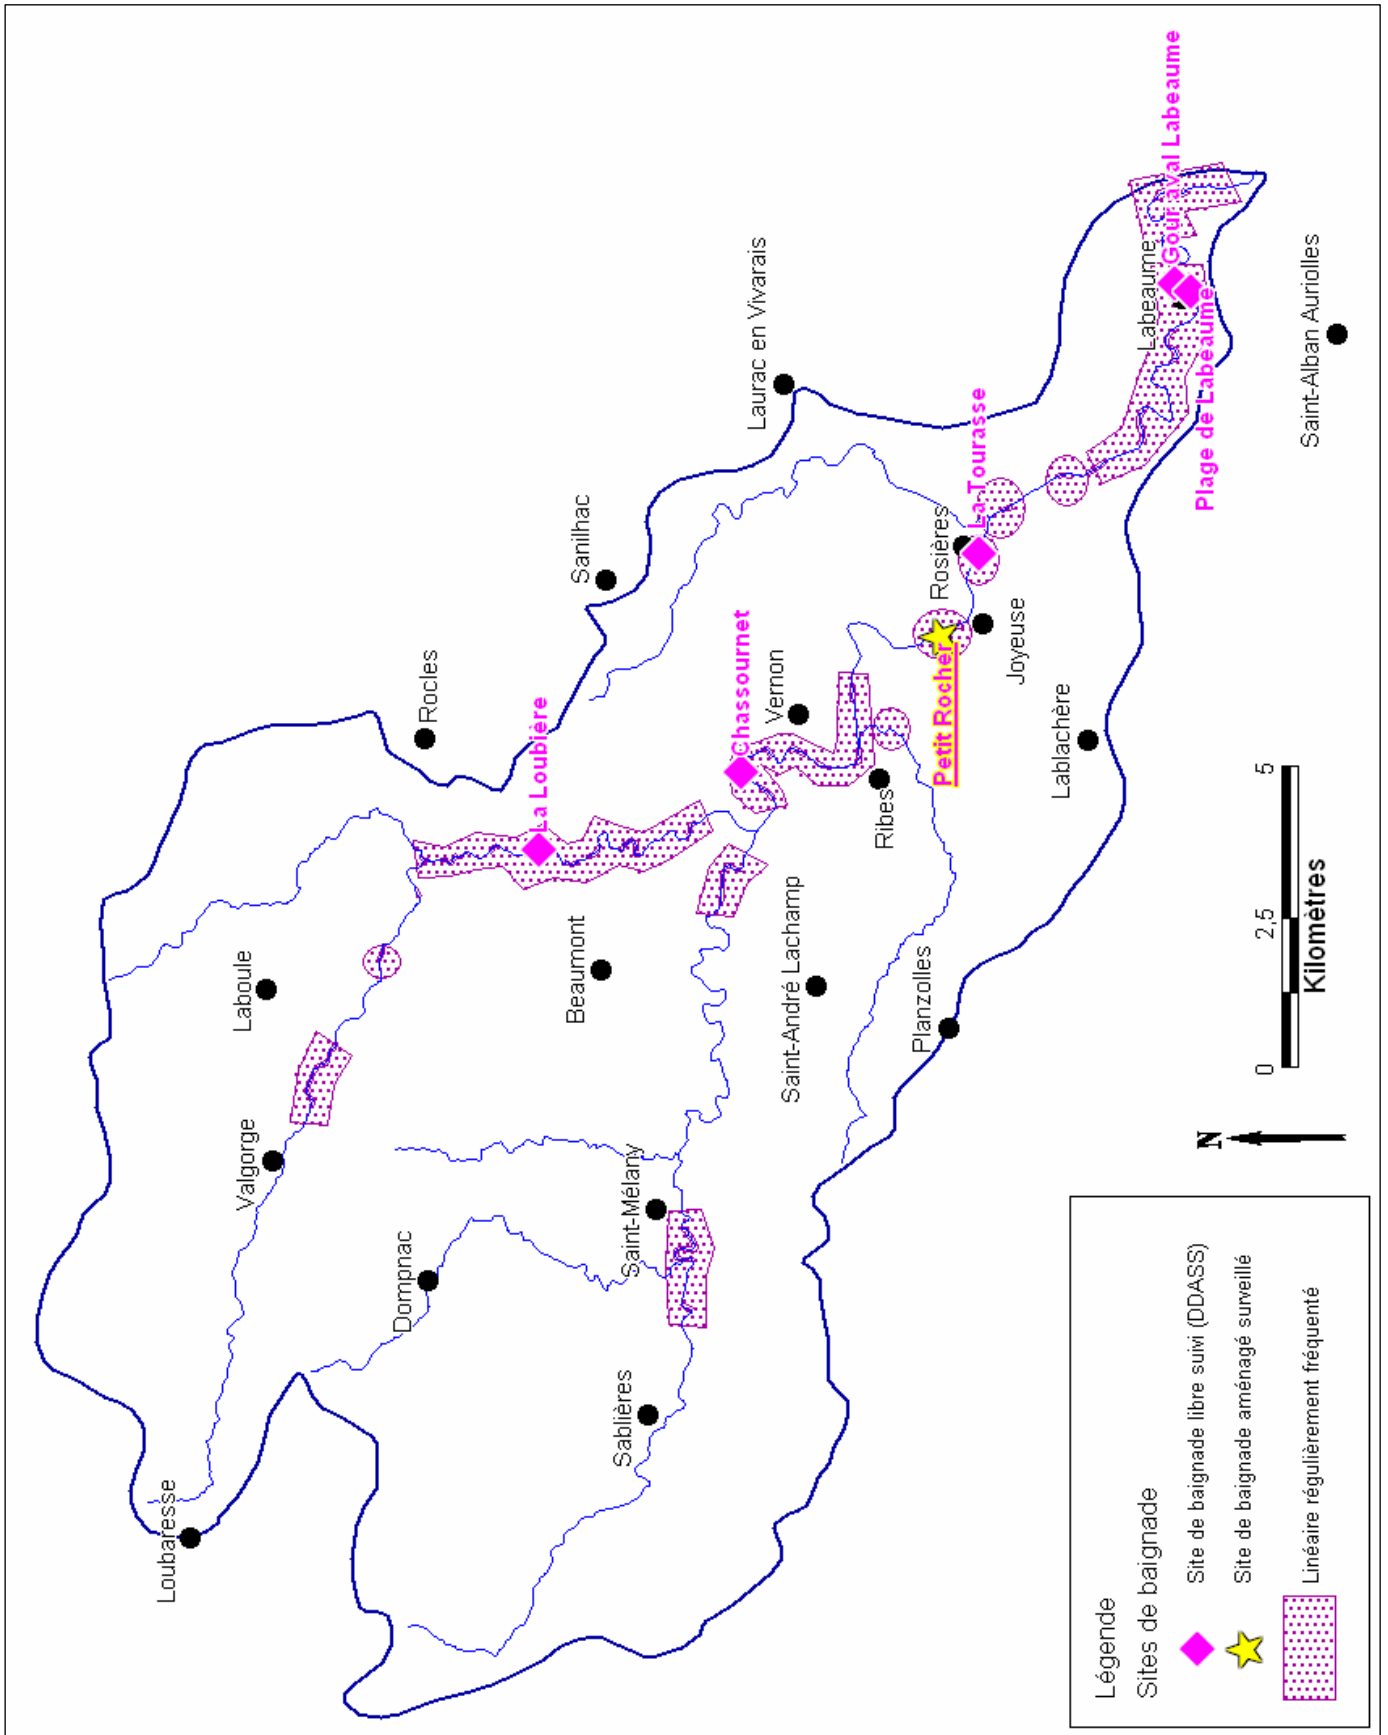 Loubaresse
Valgorge
Laboule
Rocles
Dompnac
La Loubière
Sanilhac
Beaumont
Sablières
Saint-Mélany
Chassournet
Vernon
Laurac en Vivarais
Saint-André Lachamp
Ribes
Planzolles
Petit Rocher
Rosières
La Tourasse
Joyeuse
Lablachère
Labeaume
Gour aval Labeaume
Plage de Labeaume
Saint-Alban Auriolles
Légende
Sites de baignade
Site de baignade libre suivi (DDASS)
Site de baignade aménagé surveillé
Linéaire régulièrement fréquenté
N
0 2,5 5
Kilomètres